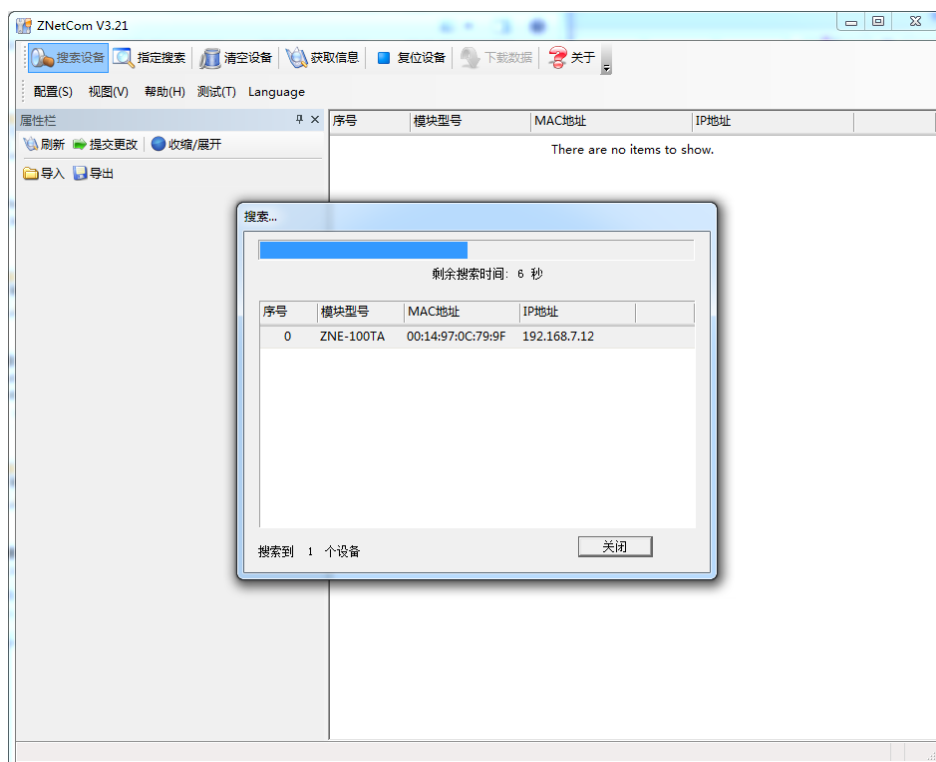 ZNetCom V3.21
搜索设备 指定搜索 清空设备 获取信息 复位设备 下载数据 关于
配置(S) 视图(V) 帮助(H) 测试(T) Language
属性栏
序号 模块型号 MAC地址 IP地址
刷新 提交更改 收缩/展开
There are no items to show.
导入 导出
搜索...
剩余搜索时间: 6 秒
序号 模块型号 MAC地址 IP地址
0 ZNE-100TA 00:14:97:0C:79:9F 192.168.7.12
搜索到 1 个设备
关闭